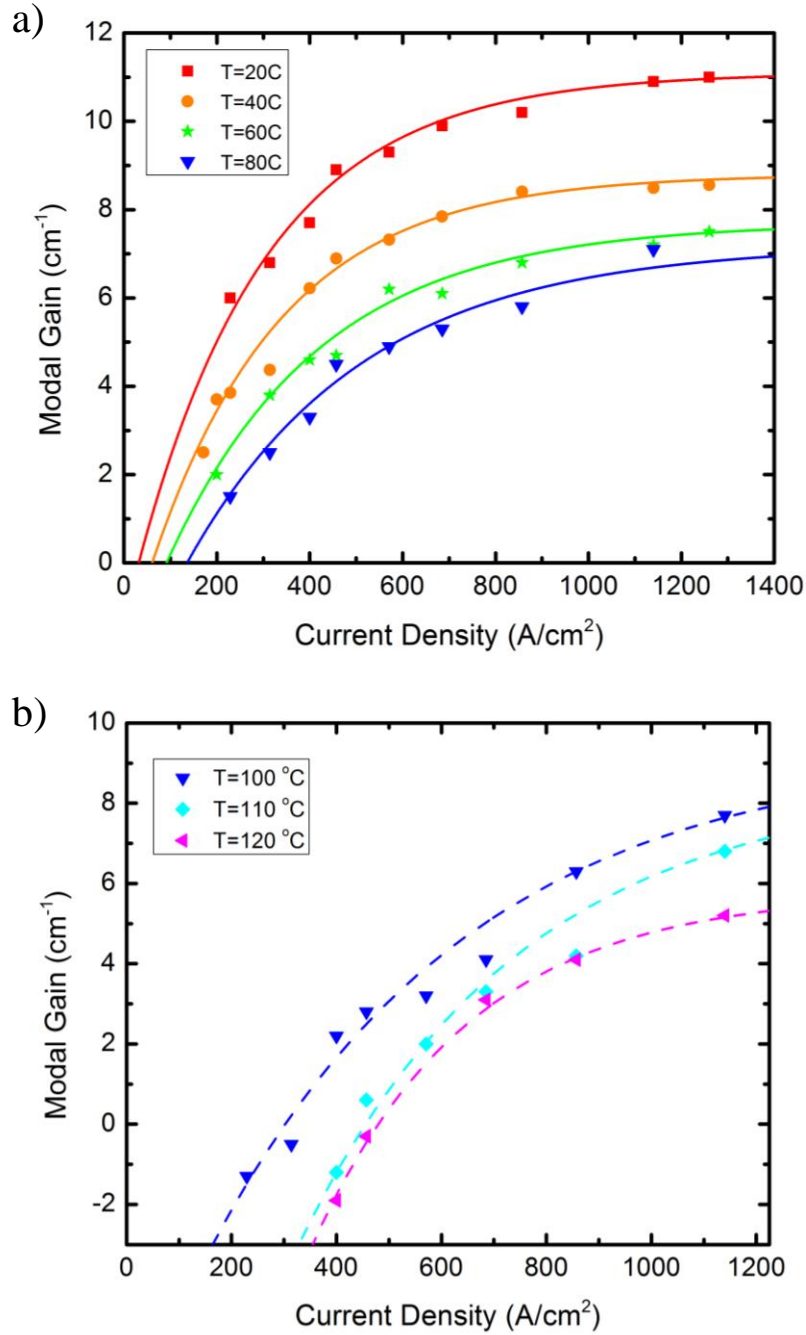 a)
12
10
8
6
4
2
0
T=20C
T=40C
T=60C
T=80C
Modal Gain (cm⁻¹)
0 200 400 600 800 1000 1200 1400
Current Density (A/cm²)
b)
10
8
6
4
2
0
-2
T=100 °C
T=110 °C
T=120 °C
Modal Gain (cm⁻¹)
0 200 400 600 800 1000 1200
Current Density (A/cm²)